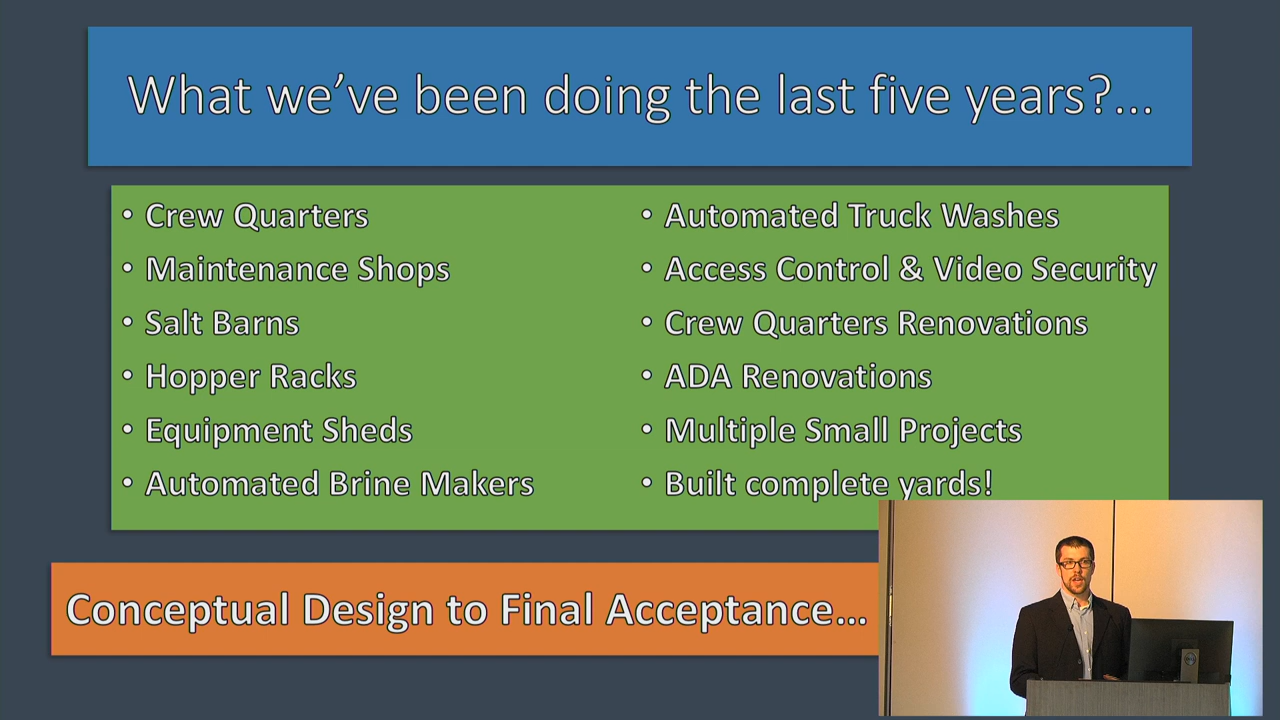 What we've been doing the last five years?...
• Crew Quarters
• Maintenance Shops
• Salt Barns
• Hopper Racks
• Equipment Sheds
• Automated Brine Makers
• Automated Truck Washes
• Access Control & Video Security
• Crew Quarters Renovations
• ADA Renovations
• Multiple Small Projects
• Built complete yards!
Conceptual Design to Final Acceptance...